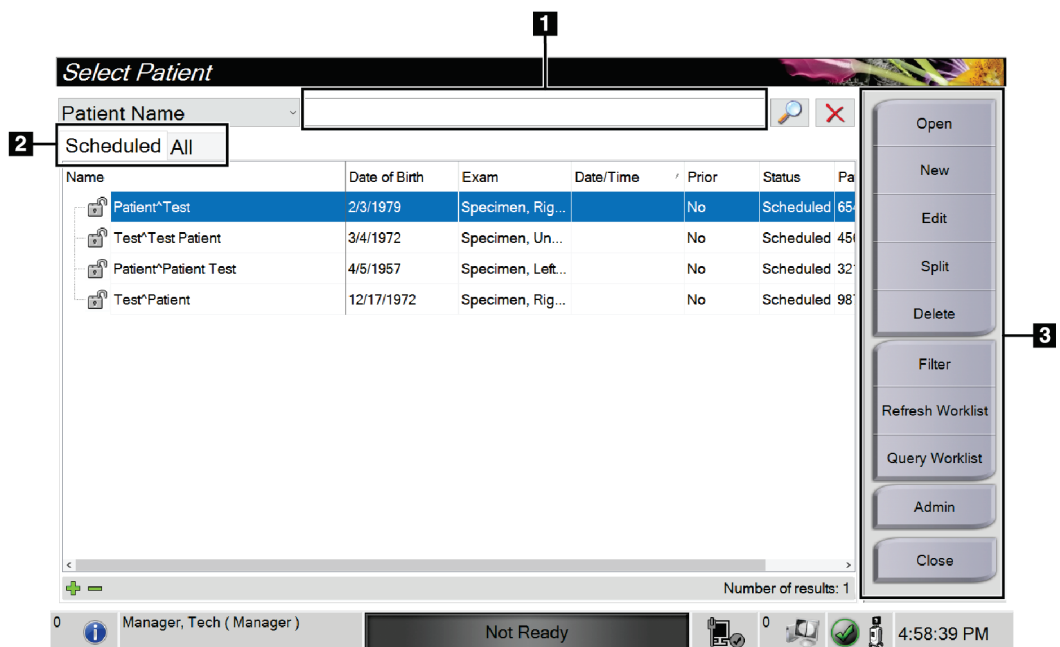 1
Select Patient
Patient Name
2
Scheduled All
Name Date of Birth Exam Date/Time Prior Status Pa
Patient^Test 2/3/1979 Specimen, Rig... No Scheduled 654
Test^Test Patient 3/4/1972 Specimen, Un... No Scheduled 456
Patient^Patient Test 4/5/1957 Specimen, Left... No Scheduled 32
Test^Patient 12/17/1972 Specimen, Rig... No Scheduled 98
Number of results: 1
Open
New
Edit
Split
Delete
3
Filter
Refresh Worklist
Query Worklist
Admin
Close
0 Manager, Tech ( Manager ) Not Ready 0 4:58:39 PM